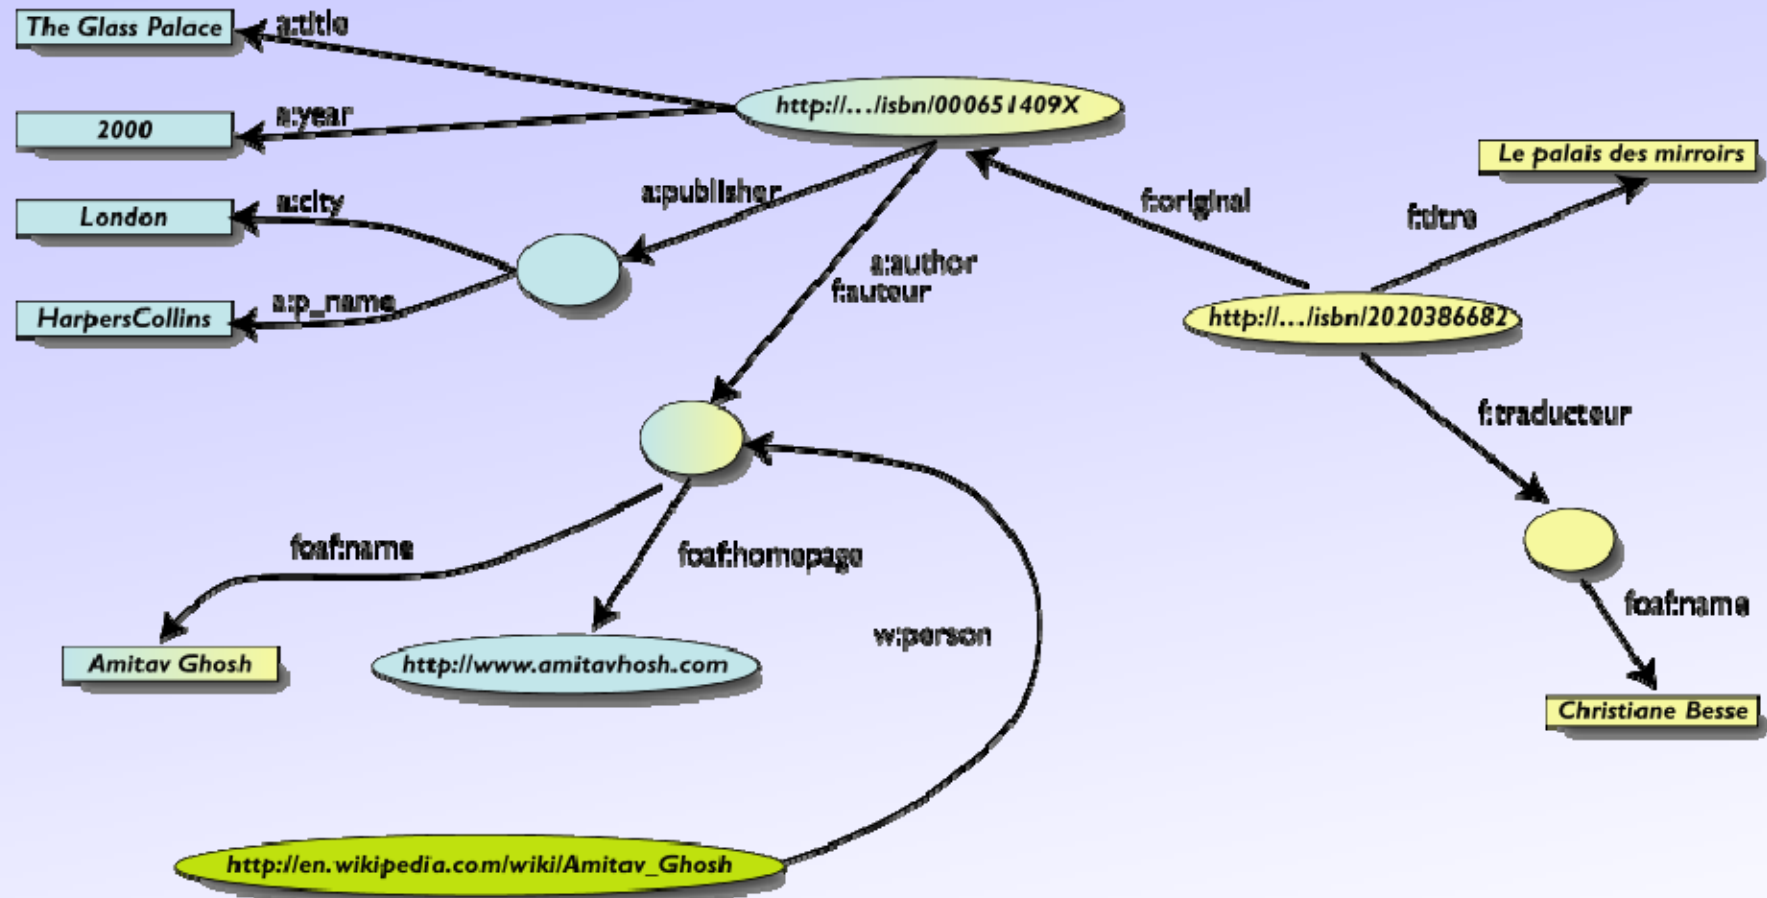 The Glass Palace
a:title
http://.../isbn/000651409X
2000
a:year
Le palais des mirroirs
London
a:city
a:publisher
f:original
f:titre
a:author
f:auteur
HarpersCollins
a:p_name
http://.../isbn/2020386682
f:traducteur
foaf:name
foaf:homepage
foaf:name
w:person
Amitav Ghosh
http://www.amitavhosh.com
Christiane Besse
http://en.wikipedia.com/wiki/Amitav_Ghosh